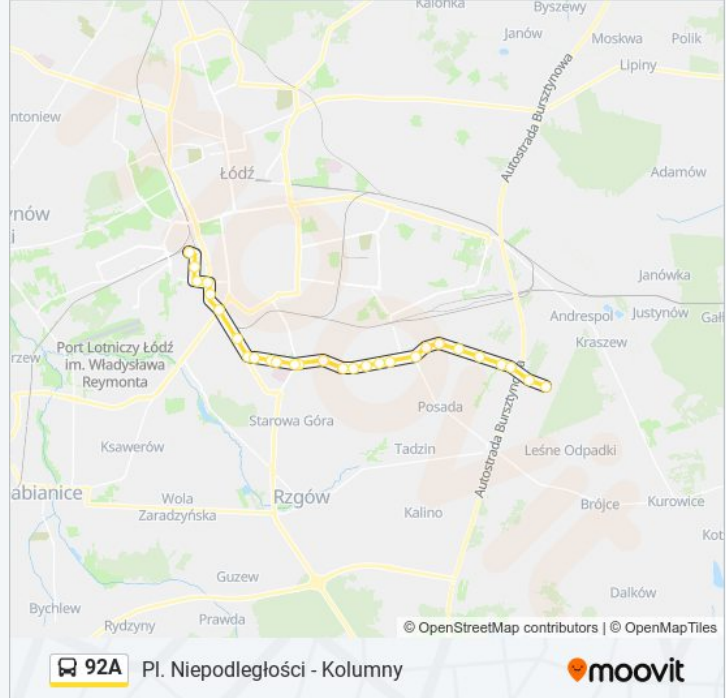 Kałonka
Byszewy
Janów
Moskwa
Polik
Lipiny
ntoniew
Autostrada Bursztynowa
Łódź
Adamów
ynów
i
Janówka
Andrespol
Justynów
Gałk
Kraszew
Port Lotniczy Łódź
im. Władysława
Reymonta
rzew
Posada
Starowa Góra
Autostrada Bursztynowa
Ksawerów
Tadzin
Leśne Odpadki
abianice
Wola
Zaradzyńska
Rzgów
Kalino
Brójce
Kurowice
Kot
Guzew
Dalków
Bychlew
Prawda
Rydzyny
© OpenStreetMap contributors | © OpenMapTiles
92A
Pl. Niepodległości - Kolumny
moovit